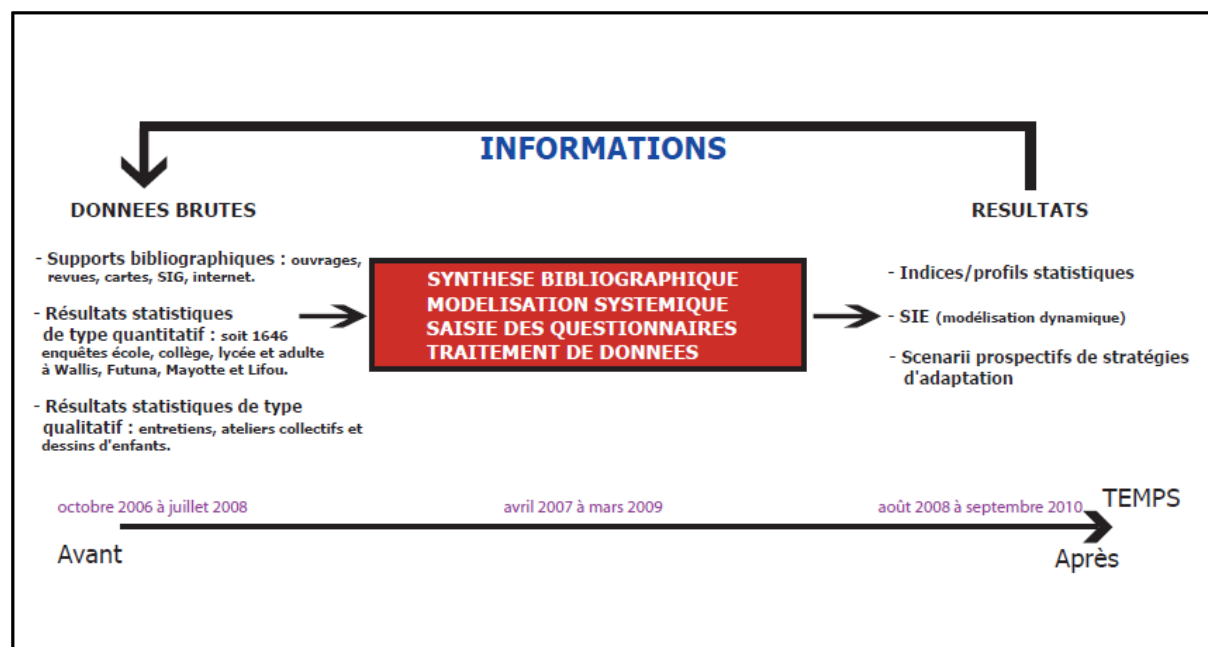 INFORMATIONS
DONNEES BRUTES
- Supports bibliographiques : ouvrages,
revues, cartes, SIG, internet.
- Résultats statistiques
de type quantitatif : soit 1646
enquêtes école, collège, lycée et adulte
à Wallis, Futuna, Mayotte et Lifou.
- Résultats statistiques de type
qualitatif : entretiens, ateliers collectifs et
dessins d'enfants.
SYNTHESE BIBLIOGRAPHIQUE
MODELISATION SYSTEMIQUE
SAISIE DES QUESTIONNAIRES
TRAITEMENT DE DONNEES
RESULTATS
- Indices/profils statistiques
- SIE (modélisation dynamique)
- Scenarii prospectifs de stratégies
d'adaptation
octobre 2006 à juillet 2008
avril 2007 à mars 2009
août 2008 à septembre 2010
TEMPS
Avant
Après